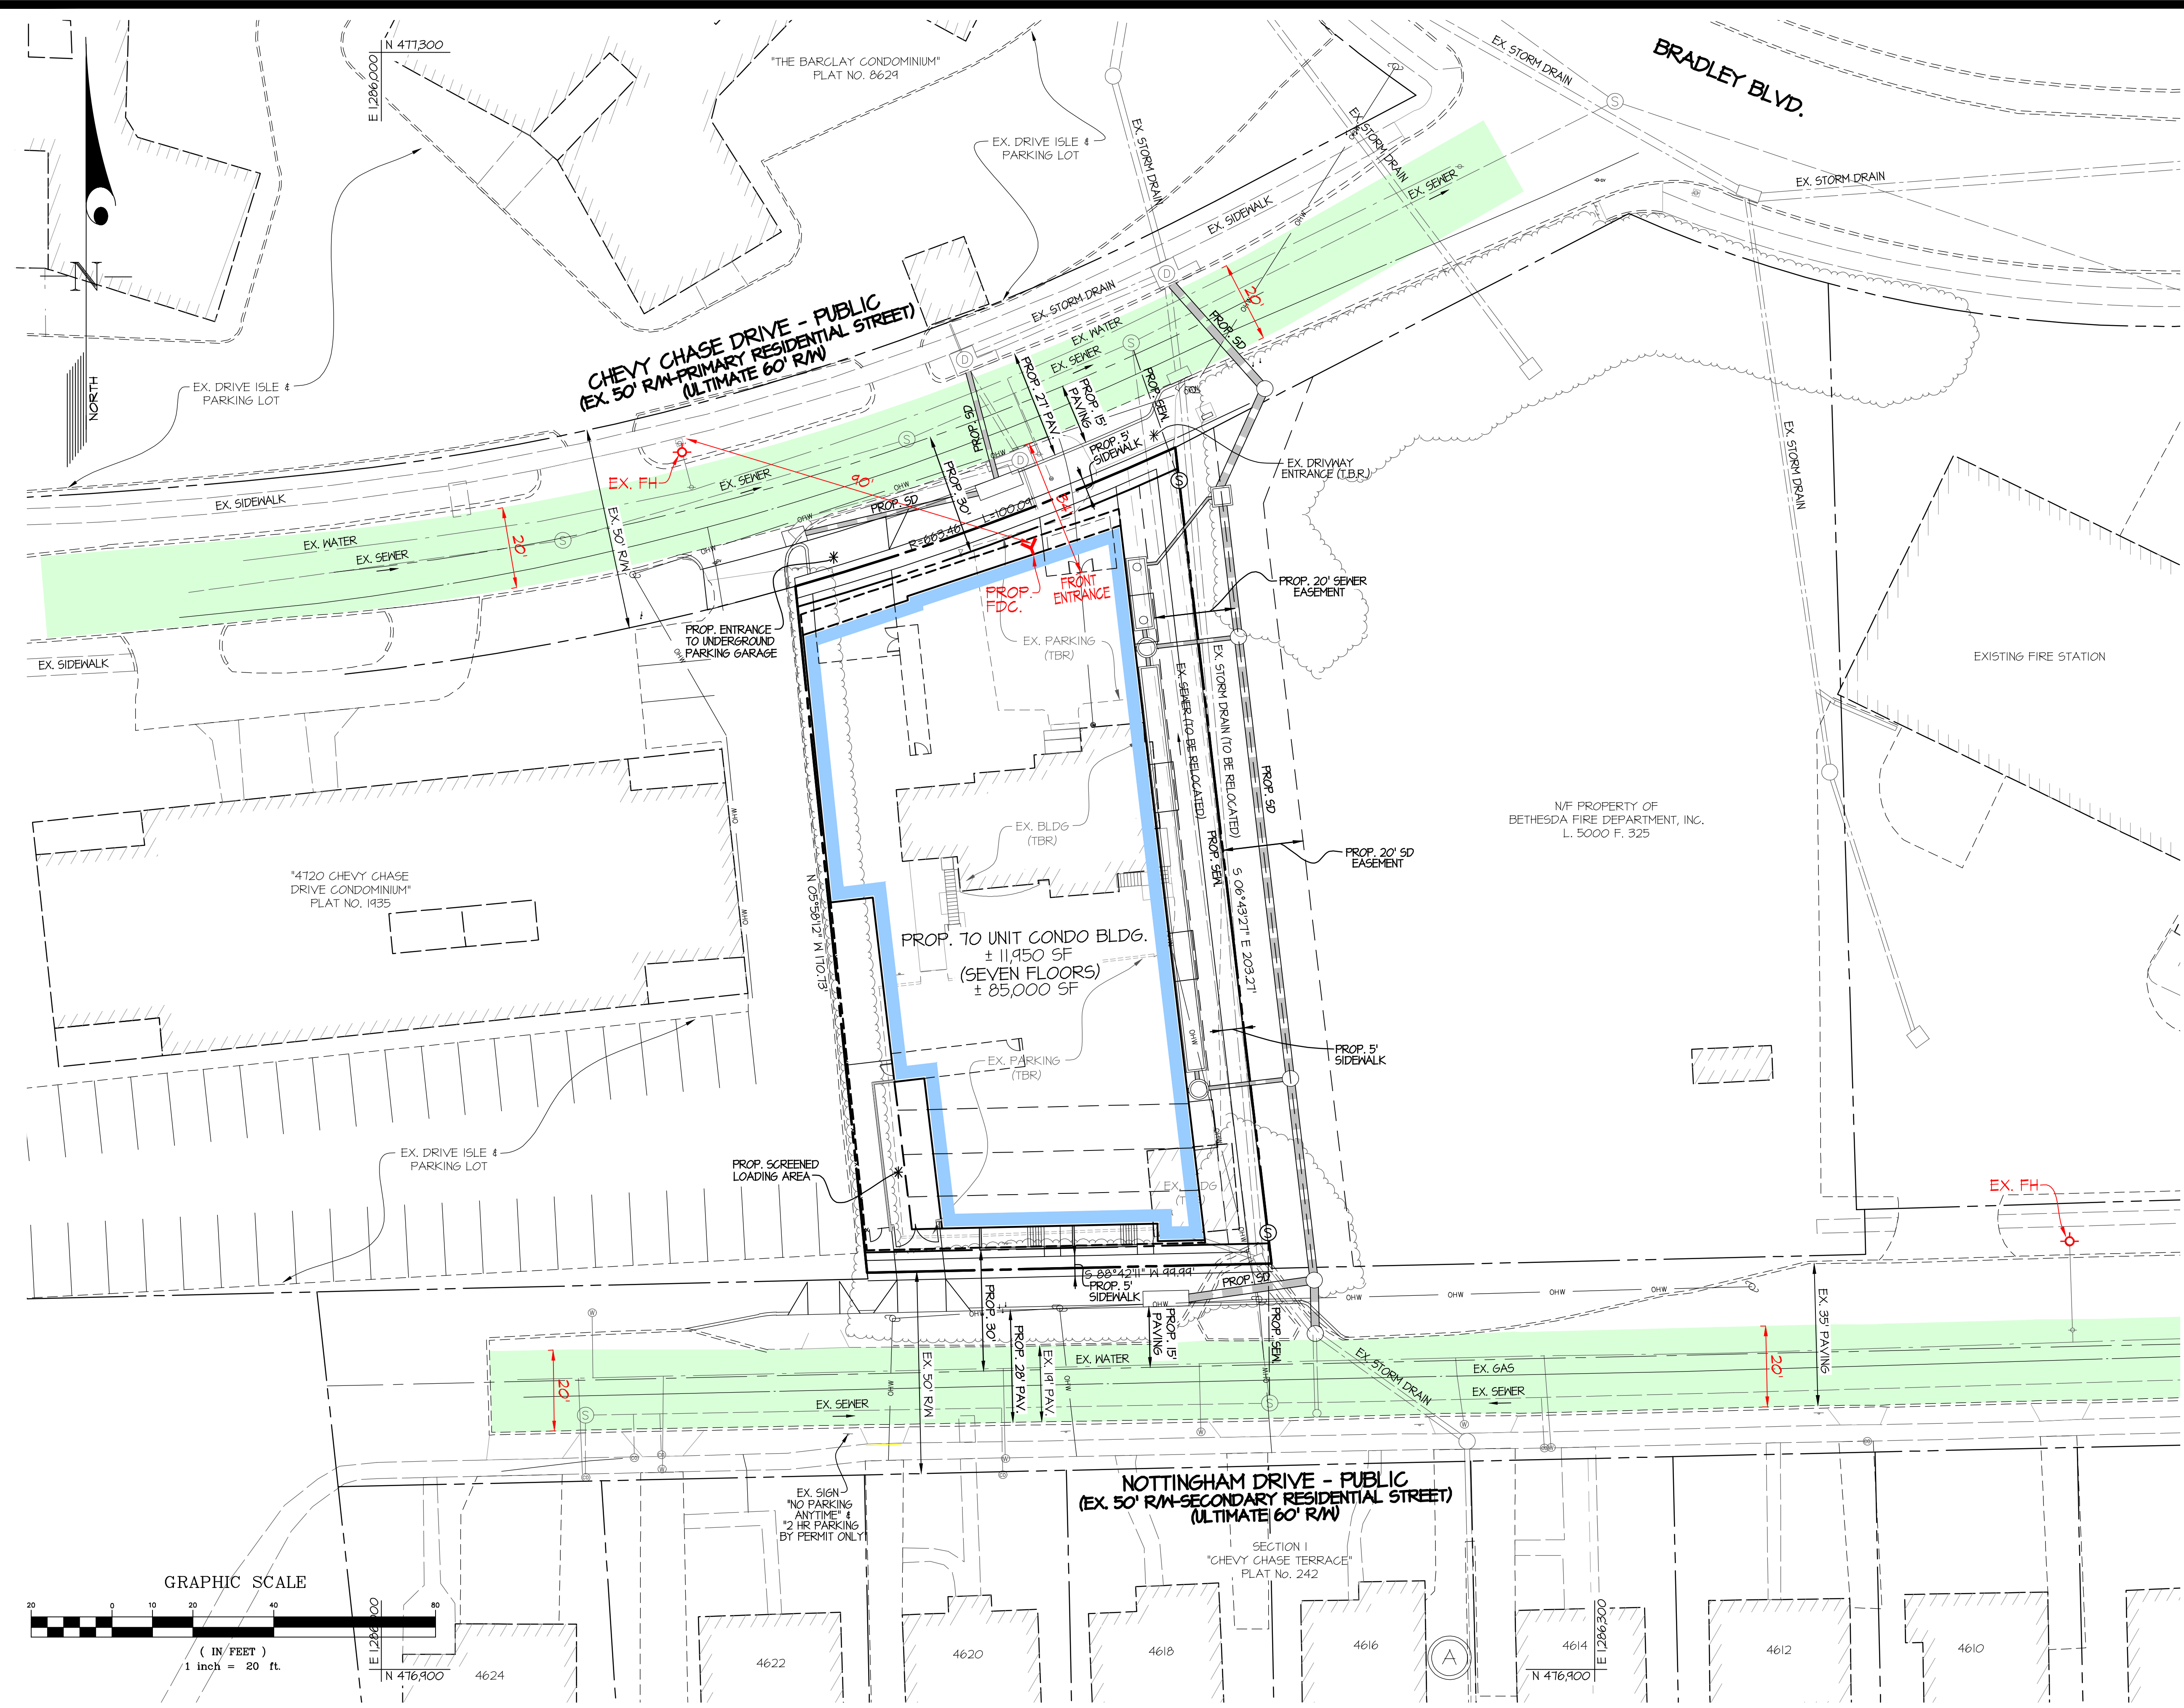 N 477,300
E 1,286,000
"THE BARCLAY CONDOMINIUM"
PLAT NO. 8629
EX. STORM DRAIN
BRADLEY BLVD.
EX. DRIVE ISLE &
PARKING LOT
EX. STORM DRAIN
EX. STORM DRAIN
EX. STORM DRAIN
EX. SEWER
EX. SIDEWALK
OHW
N
NORTH
EX. DRIVE ISLE &
PARKING LOT
CHEVY CHASE DRIVE - PUBLIC
(EX. 50' R/W-PRIMARY RESIDENTIAL STREET)
(ULTIMATE 60' R/W)
D
EX. STORM DRAIN
20'
PROP. SD
EX. WATER
EX. SEWER
S
D
PROP. SD
PROP. 27' PAV.
PROP. 15'
PAVING
PROP. SEW.
PROP. 5'
SIDEWALK
EX. DRIVWAY
ENTRANCE (T.B.R.)
EX. STORM DRAIN
EX. FH
90'
EX. SEWER
EX. SIDEWALK
EX. WATER
EX. SEWER
20'
EX. 50' R/W
PROP. SD
PROP. 30'
L=100.09'
R=663.46'
PROP.
FDC.
FRONT
ENTRANCE
PROP. 20' SEWER
EASEMENT
PROP. ENTRANCE
TO UNDERGROUND
PARKING GARAGE
EX. PARKING
(TBR)
EX. SIDEWALK
EXISTING FIRE STATION
EX. SEWER (TO BE RELOCATED)
EX. STORM DRAIN (TO BE RELOCATED)
PROP. SD
N/F PROPERTY OF
BETHESDA FIRE DEPARTMENT, INC.
L. 5000 F. 325
EX. BLDG
(TBR)
PROP. SEW.
PROP. 20' SD
EASEMENT
"4720 CHEVY CHASE
DRIVE CONDOMINIUM"
PLAT NO. 1935
N 05°58'12" W 170.73'
S 06°43'27" E 203.27'
PROP. 70 UNIT CONDO BLDG.
± 11,950 SF
(SEVEN FLOORS)
± 85,000 SF
PROP. 5'
SIDEWALK
EX. PARKING
(TBR)
EX. DRIVE ISLE &
PARKING LOT
PROP. SCREENED
LOADING AREA
EX. FH
S 88°42'11" W 99.99'
PROP. 5'
SIDEWALK
PROP. SD
OHW
OHW
OHW
OHW
PROP. 30'
PROP. 28' PAV.
EX. 19' PAV.
PROP. 15'
PAVING
PROP. SEW.
EX. 35' PAVING
EX. 50' R/W
EX. WATER
EX. STORM DRAIN
EX. GAS
EX. SEWER
20'
20'
EX. SEWER
NOTTINGHAM DRIVE - PUBLIC
(EX. 50' R/W-SECONDARY RESIDENTIAL STREET)
(ULTIMATE 60' R/W)
EX. SIGN
"NO PARKING
ANYTIME" &
"2 HR PARKING
BY PERMIT ONLY"
SECTION 1
"CHEVY CHASE TERRACE"
PLAT No. 242
GRAPHIC SCALE
20 0 10 20 40 80
( IN FEET )
1 inch = 20 ft.
N 476,900
4624
4622
4620
4618
4616
A
4614
E 1,286,300
N 476,900
4612
4610